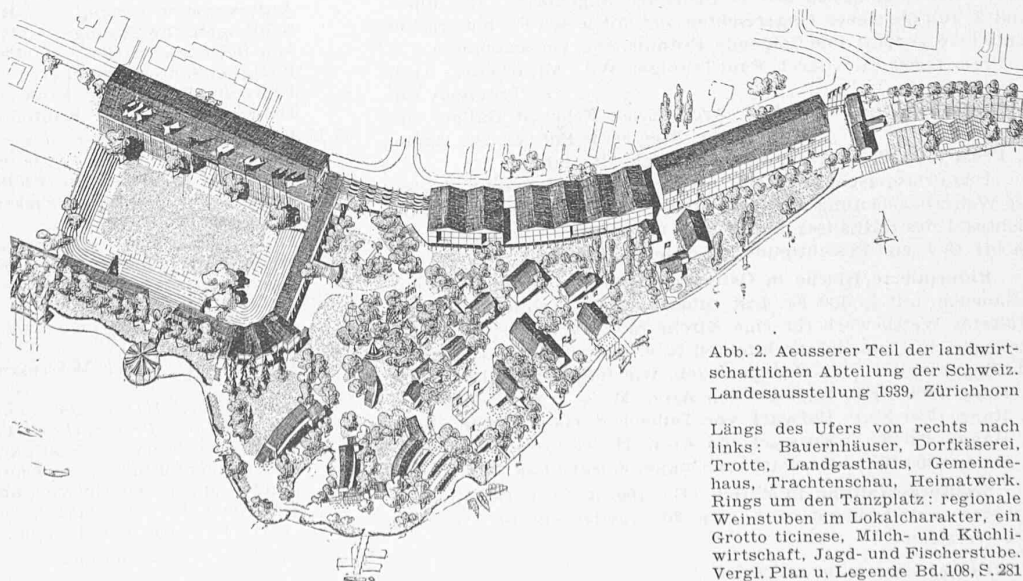 Abb. 2. Aeusserer Teil der landwirt-
schaftlichen Abteilung der Schweiz.
Landesausstellung 1939, Zürichhorn
Längs des Ufers von rechts nach
links: Bauernhäuser, Dorfkäserei,
Trotte, Landgasthaus, Gemeinde-
haus, Trachtenschau, Heimatwerk.
Rings um den Tanzplatz: regionale
Weinstuben im Lokalcharakter, ein
Grotto ticinese, Milch- und Küchli-
wirtschaft, Jagd- und Fischerstube.
Vergl. Plan u. Legende Bd. 108, S. 281